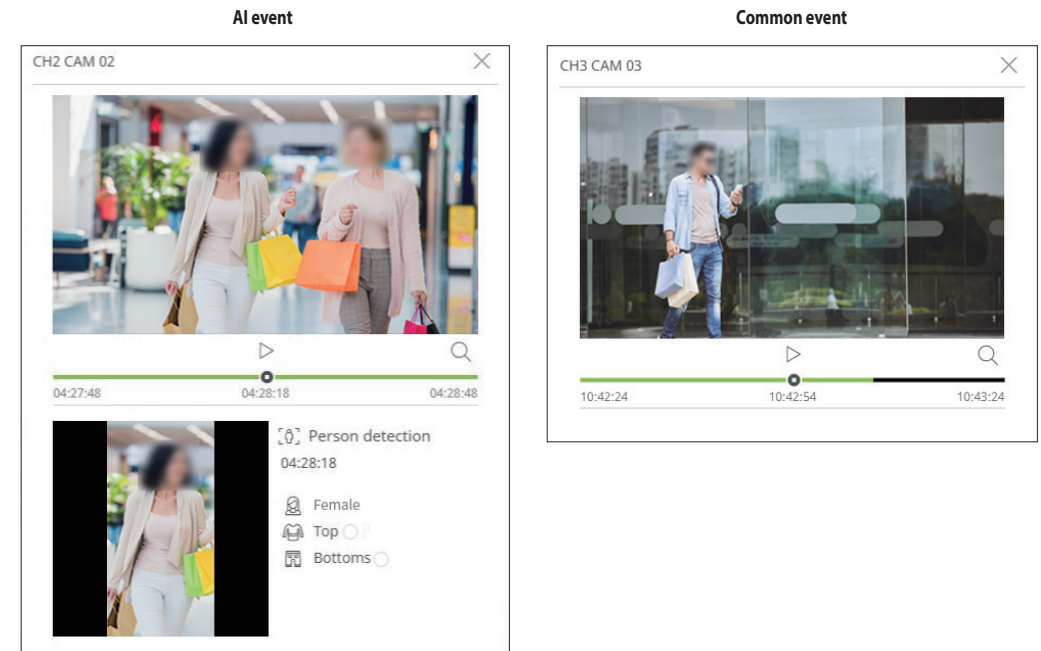 AI event
CH2 CAM 02
04:27:48 04:28:18 04:28:48
Person detection
04:28:18
Female
Top
Bottoms
Common event
CH3 CAM 03
10:42:24 10:42:54 10:43:24